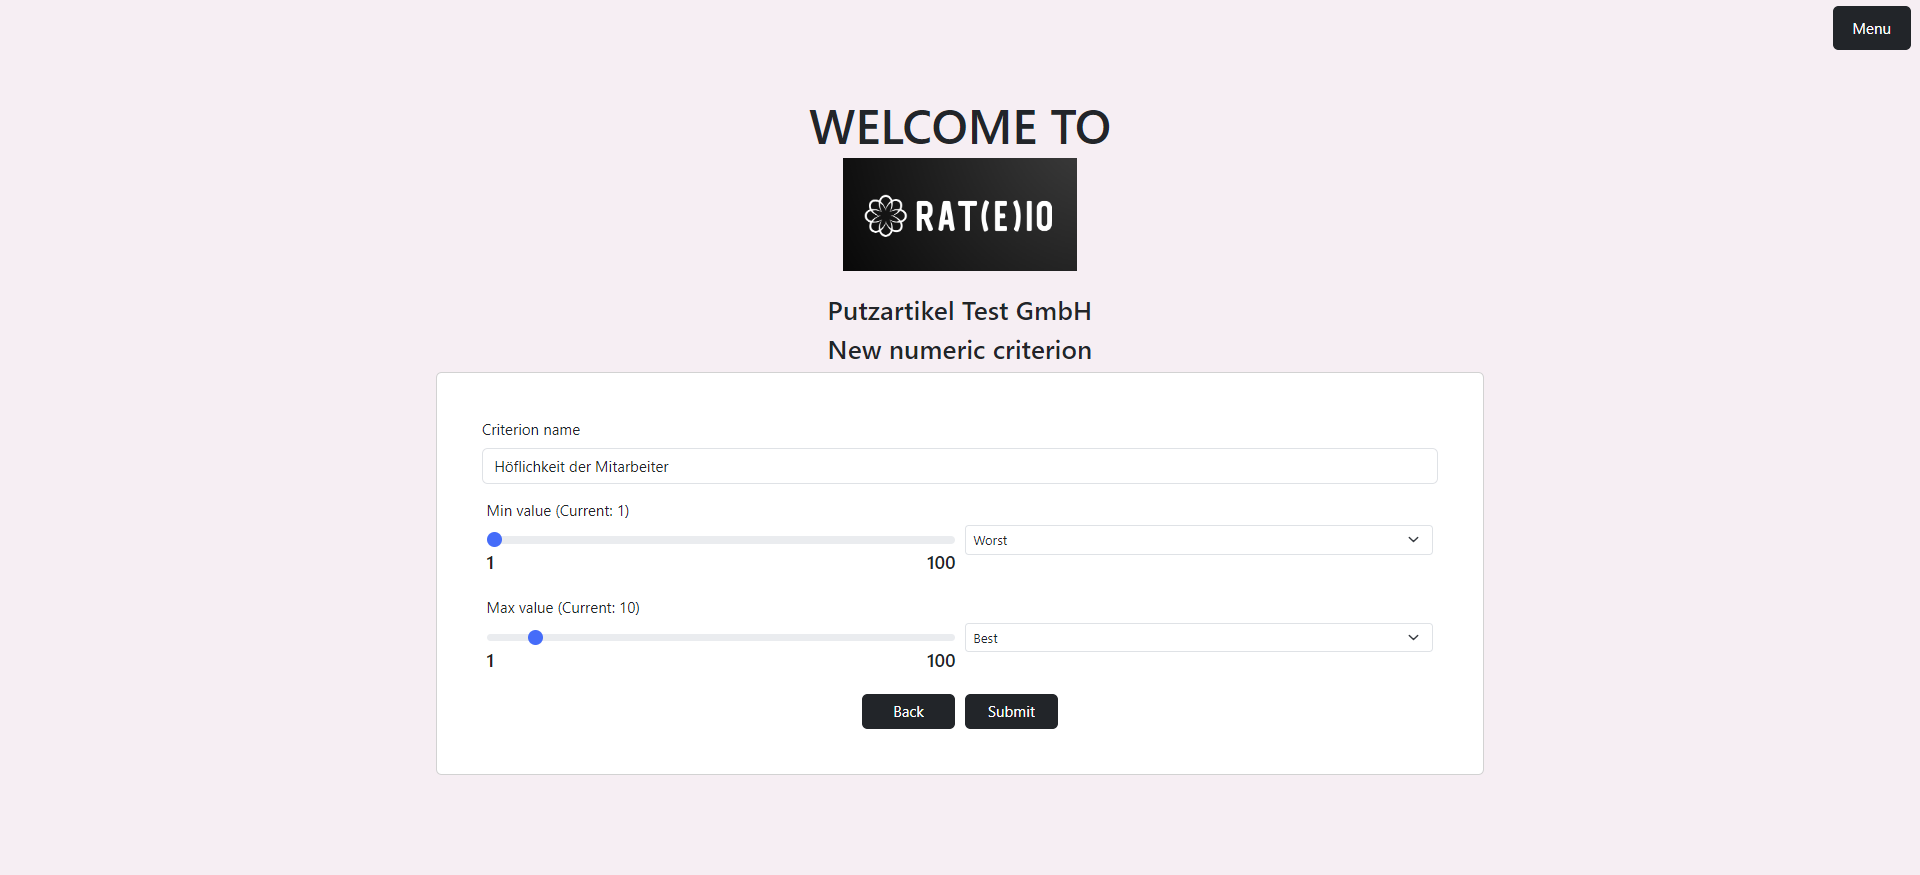 Menu
WELCOME TO
RAT(E)IO
Putzartikel Test GmbH
New numeric criterion
Criterion name
Höflichkeit der Mitarbeiter
Min value (Current: 1)
Worst
1 100
Max value (Current: 10)
Best
1 100
Back Submit